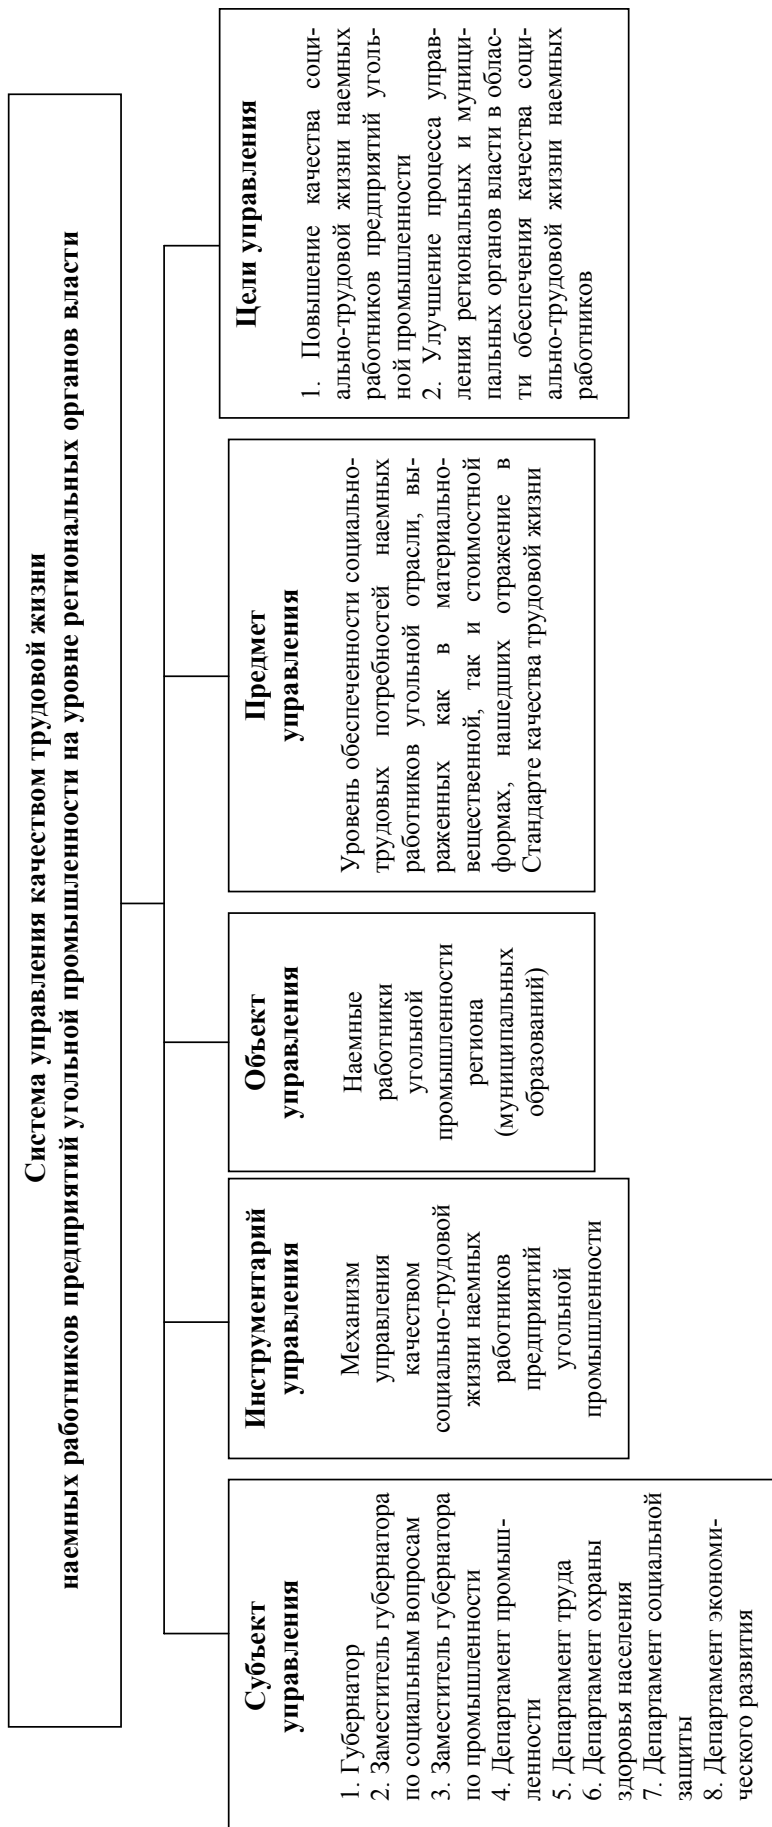 Система управления качеством трудовой жизни
наемных работников предприятий угольной промышленности на уровне региональных органов власти
Субъект
управления
1. Губернатор
2. Заместитель губернатора
по социальным вопросам
3. Заместитель губернатора
по промышленности
4. Департамент промыш-
ленности
5. Департамент труда
6. Департамент охраны
здоровья населения
7. Департамент социальной
защиты
8. Департамент экономи-
ческого развития
Инструментарий
управления
Механизм
управления
качеством
социально-трудовой
жизни наемных
работников
предприятий
угольной
промышленности
Объект
управления
Наемные
работники
угольной
промышленности
региона
(муниципальных
образований)
Предмет
управления
Уровень обеспеченности социально-
трудовых потребностей наемных
работников угольной отрасли, вы-
раженных как в материально-
вещественной, так и стоимостной
формах, нашедших отражение в
Стандарте качества трудовой жизни
Цели управления
1. Повышение качества соци-
ально-трудовой жизни наемных
работников предприятий уголь-
ной промышленности
2. Улучшение процесса управ-
ления региональных и муници-
пальных органов власти в облас-
ти обеспечения качества соци-
ально-трудовой жизни наемных
работников